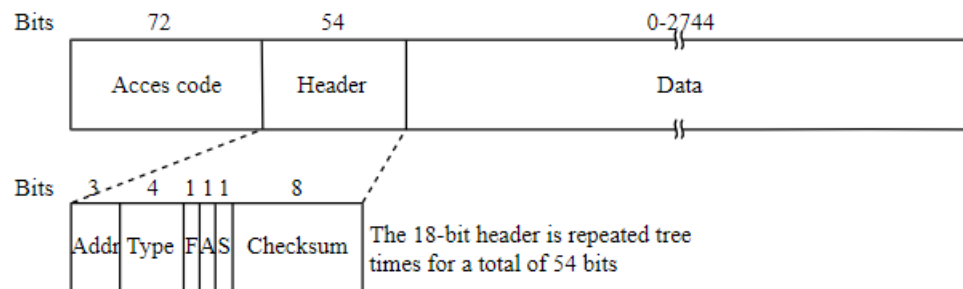 Bits 72 54 0-2744
Acces code Header Data
Bits 3 4 1 1 1 8
Addr Type F A S Checksum
The 18-bit header is repeated tree
times for a total of 54 bits